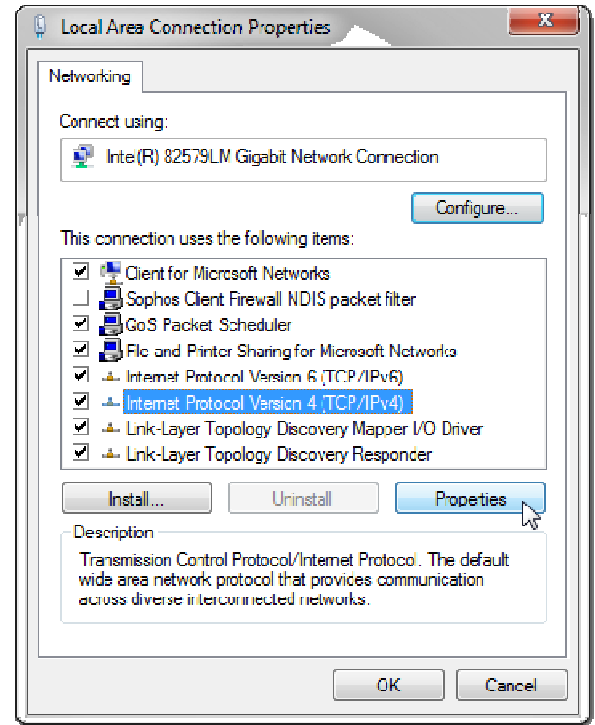 Local Area Connection Properties
Networking
Connect using:
Intel(R) 82579LM Gigabit Network Connection
Configure...
This connection uses the following items:
Client for Microsoft Networks
Sophos Client Firewall NDIS packet filter
QoS Packet Scheduler
File and Printer Sharing for Microsoft Networks
Internet Protocol Version 6 (TCP/IPv6)
Internet Protocol Version 4 (TCP/IPv4)
Link-Layer Topology Discovery Mapper I/O Driver
Link-Layer Topology Discovery Responder
Install...
Uninstall
Properties
Description
Transmission Control Protocol/Internet Protocol. The default
wide area network protocol that provides communication
across diverse interconnected networks.
OK
Cancel